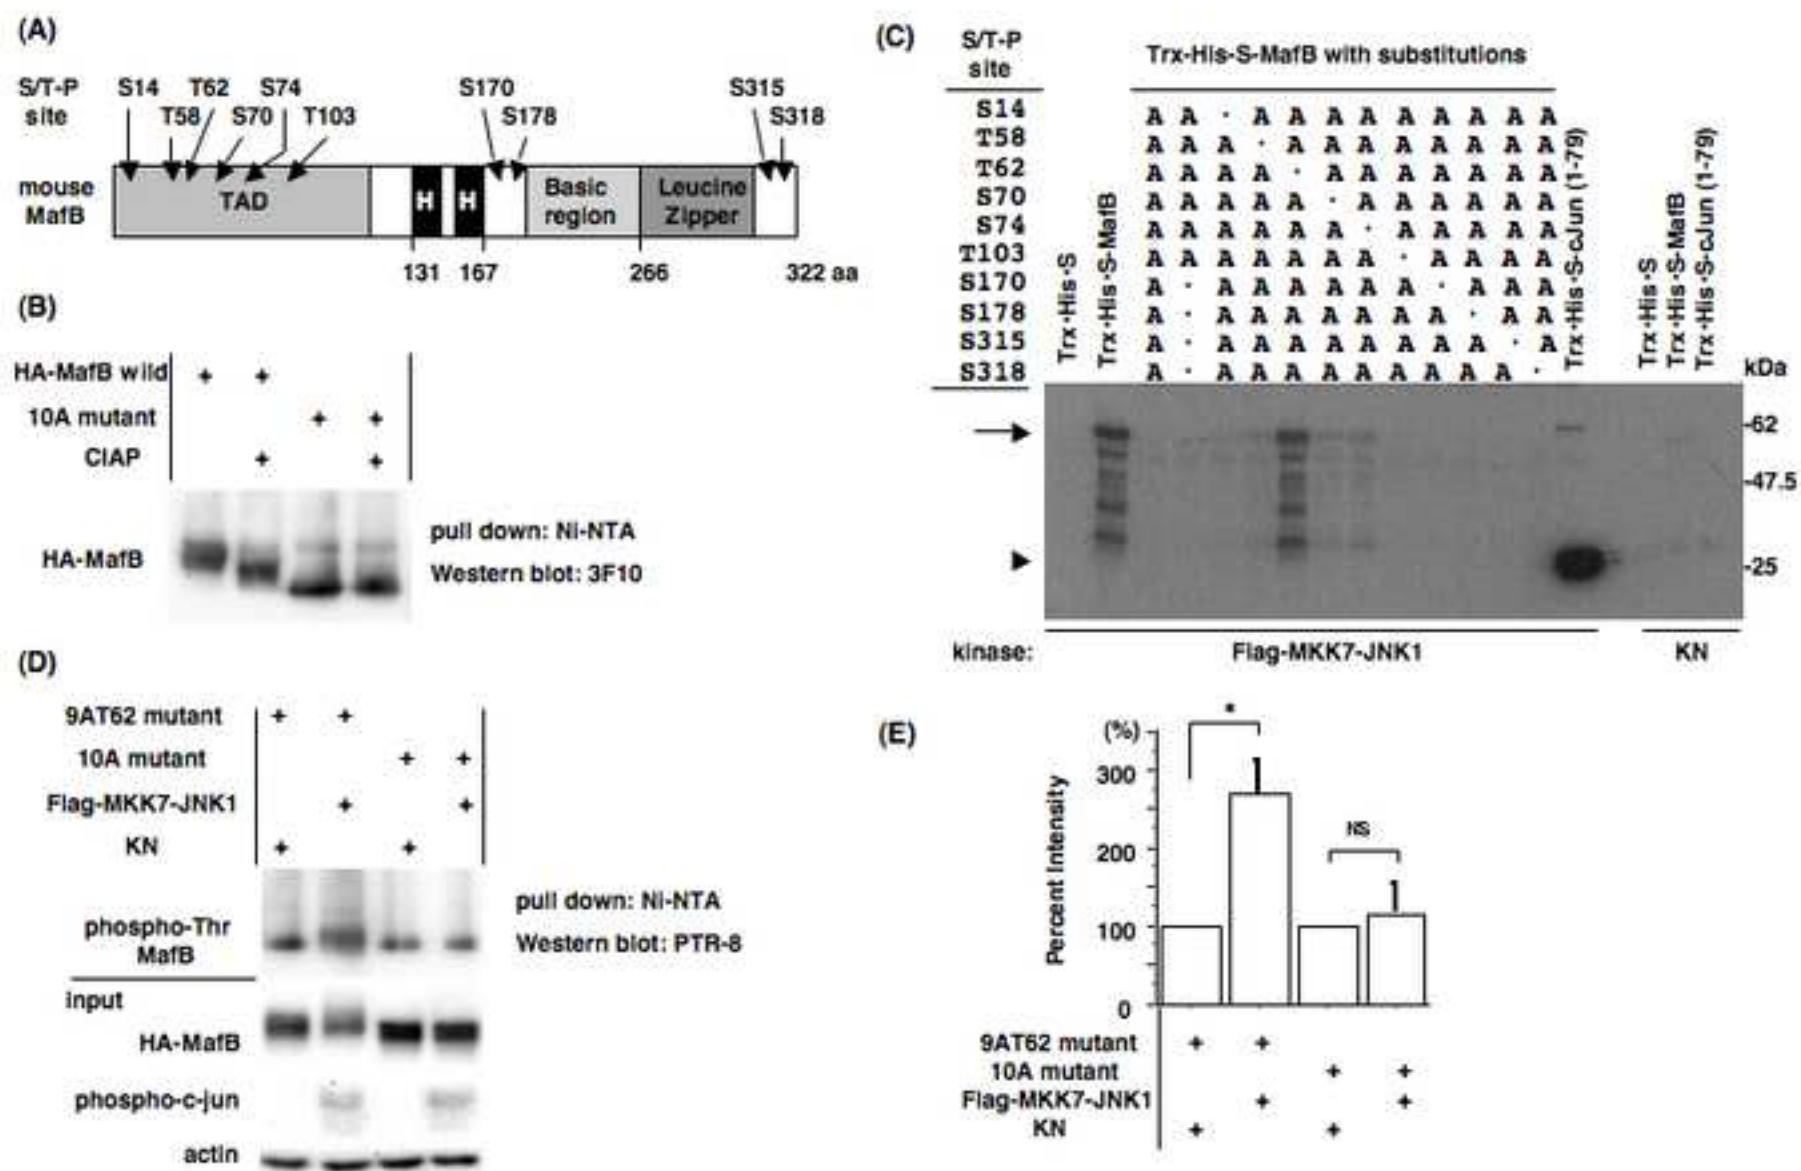 (A)
S/T-P site
S14 T62 S74 S170 S315
T58 S70 T103 S178 S318
mouse MafB
TAD H H Basic region Leucine Zipper
131 167 266 322 aa
(B)
HA-MafB wild + +
10A mutant + +
CIAP + +
HA-MafB
pull down: Ni-NTA
Western blot: 3F10
(C)
S/T-P site
Trx-His-S-MafB with substitutions
Trx·His·S
Trx·His·S-MafB
S14 A A · A A A A A A A A A
T58 A A A · A A A A A A A A
T62 A A A A · A A A A A A A
S70 A A A A A · A A A A A A
S74 A A A A A A · A A A A A
T103 A A A A A A A · A A A A
S170 A · A A A A A A · A A A
S178 A · A A A A A A A · A A
S315 A · A A A A A A A A · A
S318 A · A A A A A A A A A ·
Trx·His·S-cJun (1-79)
Trx·His·S
Trx·His·S-MafB
Trx·His·S-cJun (1-79)
kDa
-62
-47.5
-25
kinase: Flag-MKK7-JNK1 KN
(D)
9AT62 mutant + +
10A mutant + +
Flag-MKK7-JNK1 + +
KN + +
phospho-Thr MafB
pull down: Ni-NTA
Western blot: PTR-8
input
HA-MafB
phospho-c-jun
actin
(E)
(%)
Percent Intensity
300
200
100
0
*
NS
9AT62 mutant + +
10A mutant + +
Flag-MKK7-JNK1 + +
KN + +